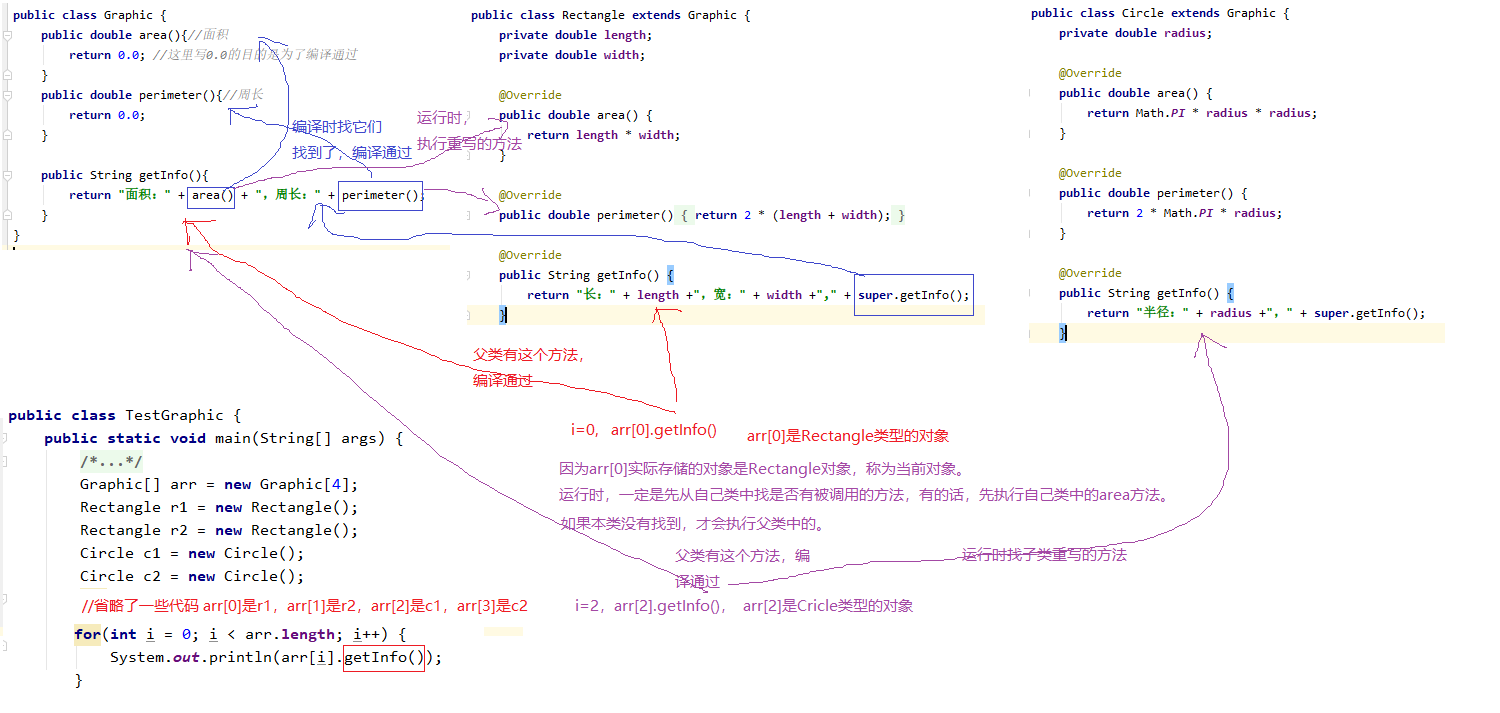 public class Graphic {
public double area(){//面积
return 0.0; //这里写0.0的目的是为了编译通过
}
public double perimeter(){//周长
return 0.0;
}
public String getInfo(){
return "面积：" + area() + "，周长：" + perimeter();
}
}
编译时找它们
找到了，编译通过
运行时，
执行重写的方法
public class Rectangle extends Graphic {
private double length;
private double width;
@Override
public double area() {
return length * width;
}
@Override
public double perimeter() { return 2 * (length + width); }
@Override
public String getInfo() {
return "长：" + length +"，宽：" + width +"," + super.getInfo();
}
public class Circle extends Graphic {
private double radius;
@Override
public double area() {
return Math.PI * radius * radius;
}
@Override
public double perimeter() {
return 2 * Math.PI * radius;
}
@Override
public String getInfo() {
return "半径：" + radius +"，" + super.getInfo();
}
父类有这个方法，
编译通过
i=0，arr[0].getInfo()
arr[0]是Rectangle类型的对象
因为arr[0]实际存储的对象是Rectangle对象，称为当前对象。
运行时，一定是先从自己类中找是否有被调用的方法，有的话，先执行自己类中的area方法。
如果本类没有找到，才会执行父类中的。
父类有这个方法，编
译通过
运行时找子类重写的方法
i=2，arr[2].getInfo()， arr[2]是Cricle类型的对象
public class TestGraphic {
public static void main(String[] args) {
/*...*/
Graphic[] arr = new Graphic[4];
Rectangle r1 = new Rectangle();
Rectangle r2 = new Rectangle();
Circle c1 = new Circle();
Circle c2 = new Circle();
//省略了一些代码 arr[0]是r1，arr[1]是r2，arr[2]是c1，arr[3]是c2
for(int i = 0; i < arr.length; i++) {
System.out.println(arr[i].getInfo());
}